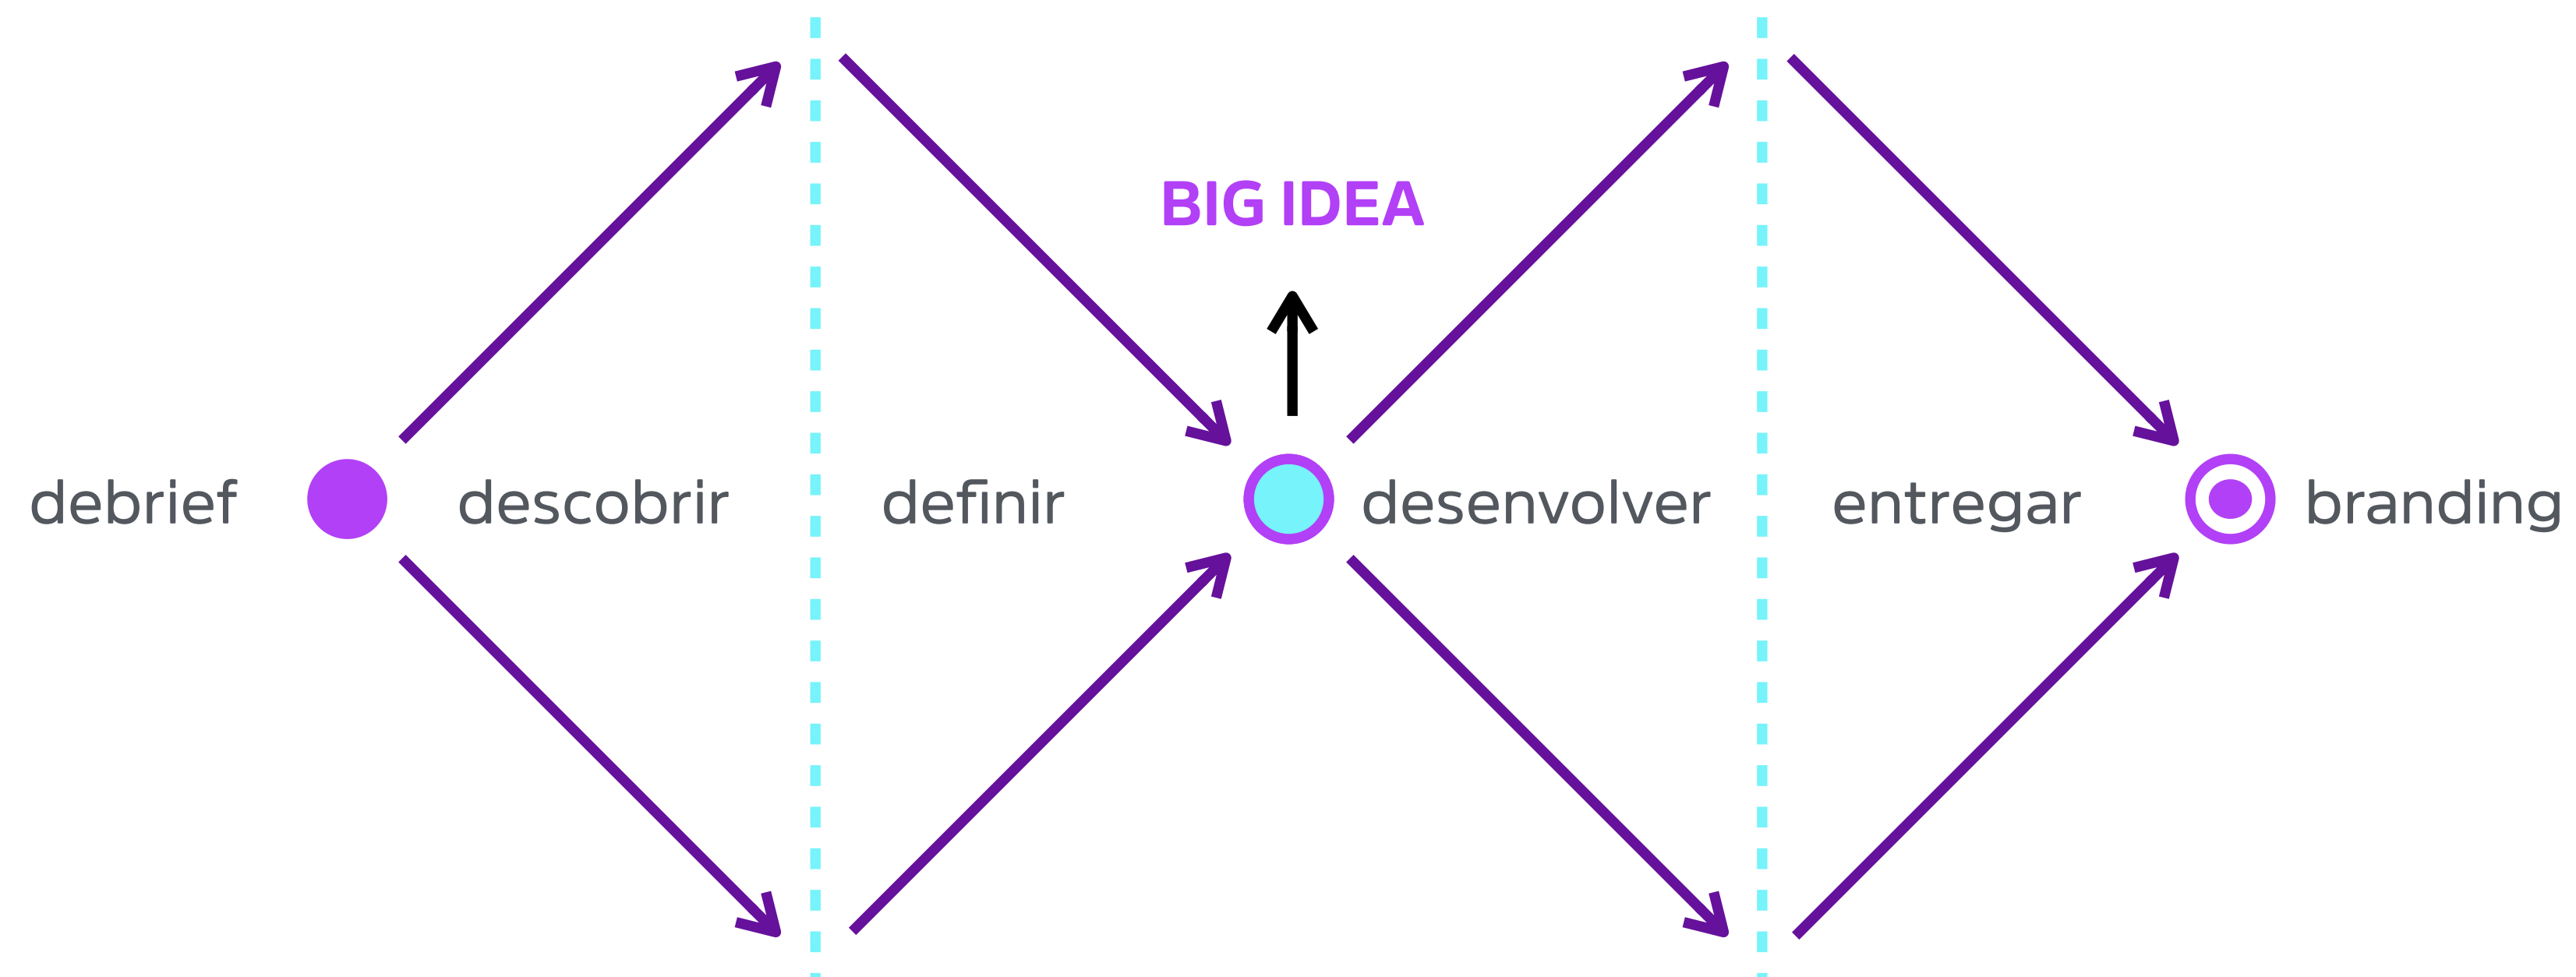 BIG IDEA
debrief
descobrir
definir
desenvolver
entregar
branding